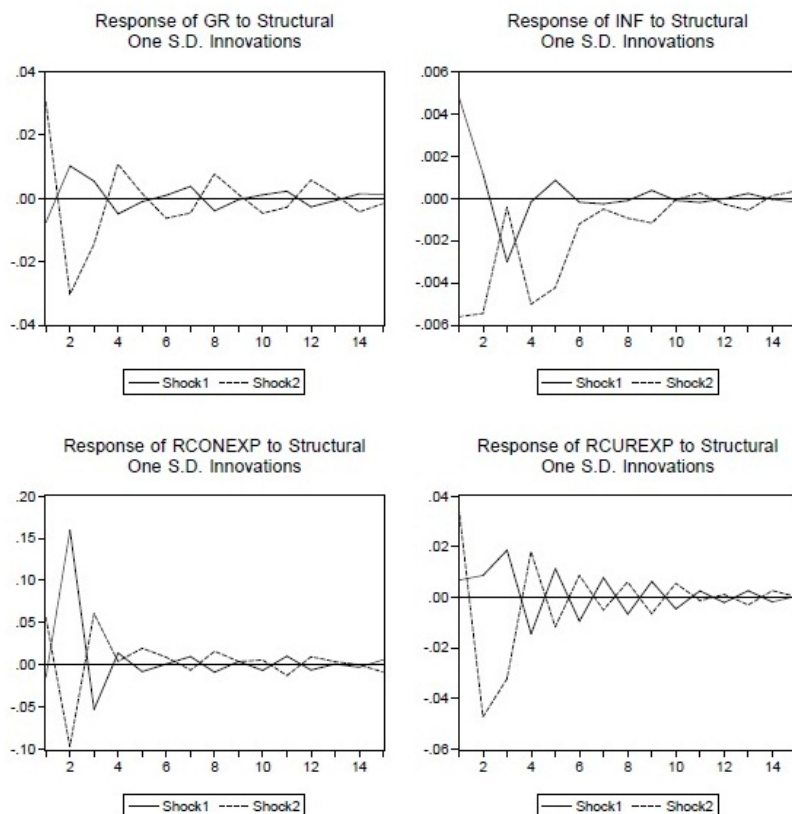 Response of GR to Structural
One S.D. Innovations
.04
.02
.00
-.02
-.04
2 4 6 8 10 12 14
Shock1 Shock2
Response of INF to Structural
One S.D. Innovations
.006
.004
.002
.000
-.002
-.004
-.006
2 4 6 8 10 12 14
Shock1 Shock2
Response of RCONEXP to Structural
One S.D. Innovations
.20
.15
.10
.05
.00
-.05
-.10
2 4 6 8 10 12 14
Shock1 Shock2
Response of RCUREXP to Structural
One S.D. Innovations
.04
.02
.00
-.02
-.04
-.06
2 4 6 8 10 12 14
Shock1 Shock2